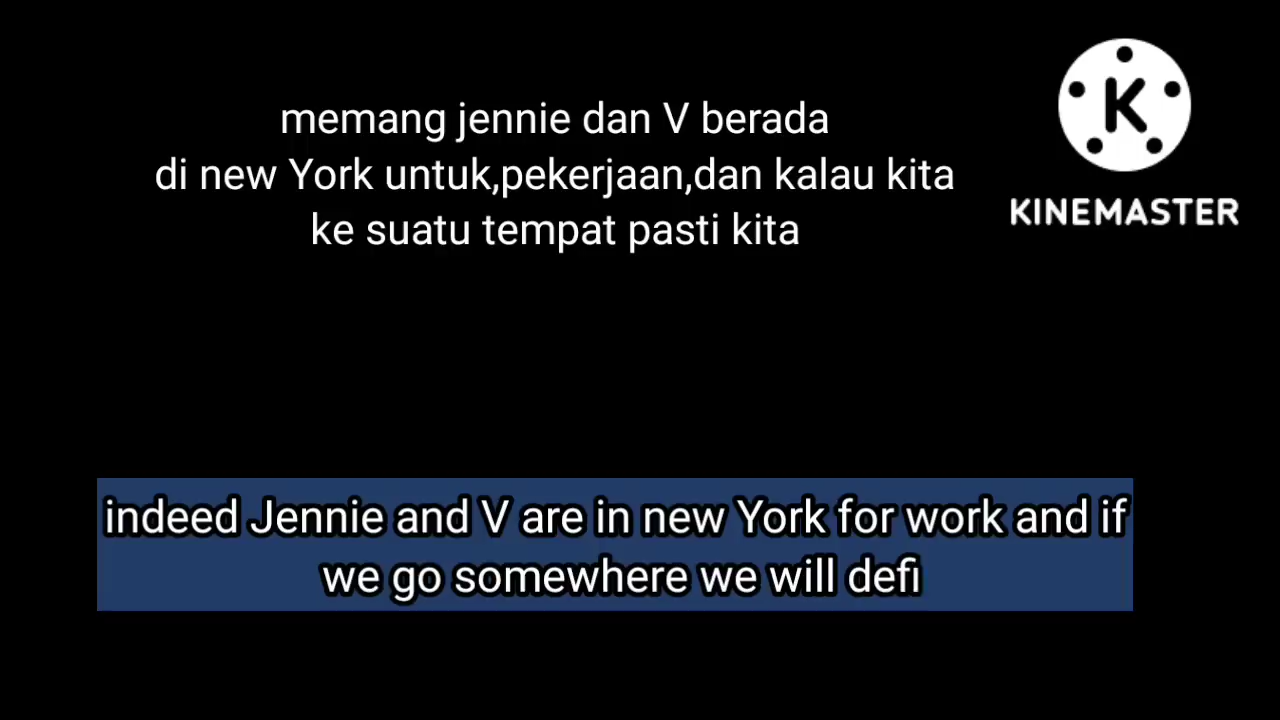 memang jennie dan V berada
di new York untuk,pekerjaan,dan kalau kita
ke suatu tempat pasti kita
K
KINEMASTER
indeed Jennie and V are in new York for work and if
we go somewhere we will defi